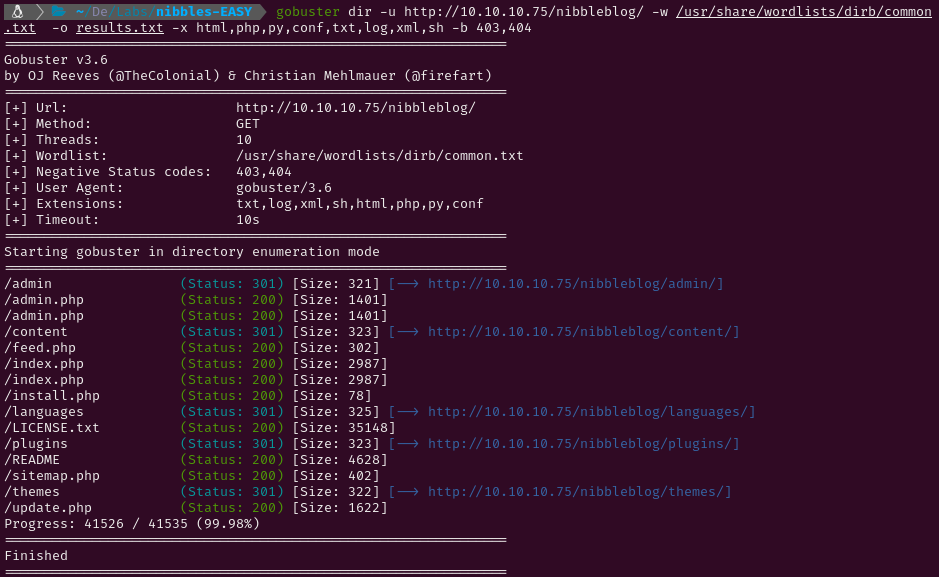 ~/De/Labs/nibbles-EASY gobuster dir -u http://10.10.10.75/nibbleblog/ -w /usr/share/wordlists/dirb/common
.txt -o results.txt -x html,php,py,conf,txt,log,xml,sh -b 403,404
===============================================================
Gobuster v3.6
by OJ Reeves (@TheColonial) & Christian Mehlmauer (@firefart)
===============================================================
[+] Url: http://10.10.10.75/nibbleblog/
[+] Method: GET
[+] Threads: 10
[+] Wordlist: /usr/share/wordlists/dirb/common.txt
[+] Negative Status codes: 403,404
[+] User Agent: gobuster/3.6
[+] Extensions: txt,log,xml,sh,html,php,py,conf
[+] Timeout: 10s
===============================================================
Starting gobuster in directory enumeration mode
===============================================================
/admin (Status: 301) [Size: 321] [--> http://10.10.10.75/nibbleblog/admin/]
/admin.php (Status: 200) [Size: 1401]
/admin.php (Status: 200) [Size: 1401]
/content (Status: 301) [Size: 323] [--> http://10.10.10.75/nibbleblog/content/]
/feed.php (Status: 200) [Size: 302]
/index.php (Status: 200) [Size: 2987]
/index.php (Status: 200) [Size: 2987]
/install.php (Status: 200) [Size: 78]
/languages (Status: 301) [Size: 325] [--> http://10.10.10.75/nibbleblog/languages/]
/LICENSE.txt (Status: 200) [Size: 35148]
/plugins (Status: 301) [Size: 323] [--> http://10.10.10.75/nibbleblog/plugins/]
/README (Status: 200) [Size: 4628]
/sitemap.php (Status: 200) [Size: 402]
/themes (Status: 301) [Size: 322] [--> http://10.10.10.75/nibbleblog/themes/]
/update.php (Status: 200) [Size: 1622]
Progress: 41526 / 41535 (99.98%)
===============================================================
Finished
===============================================================